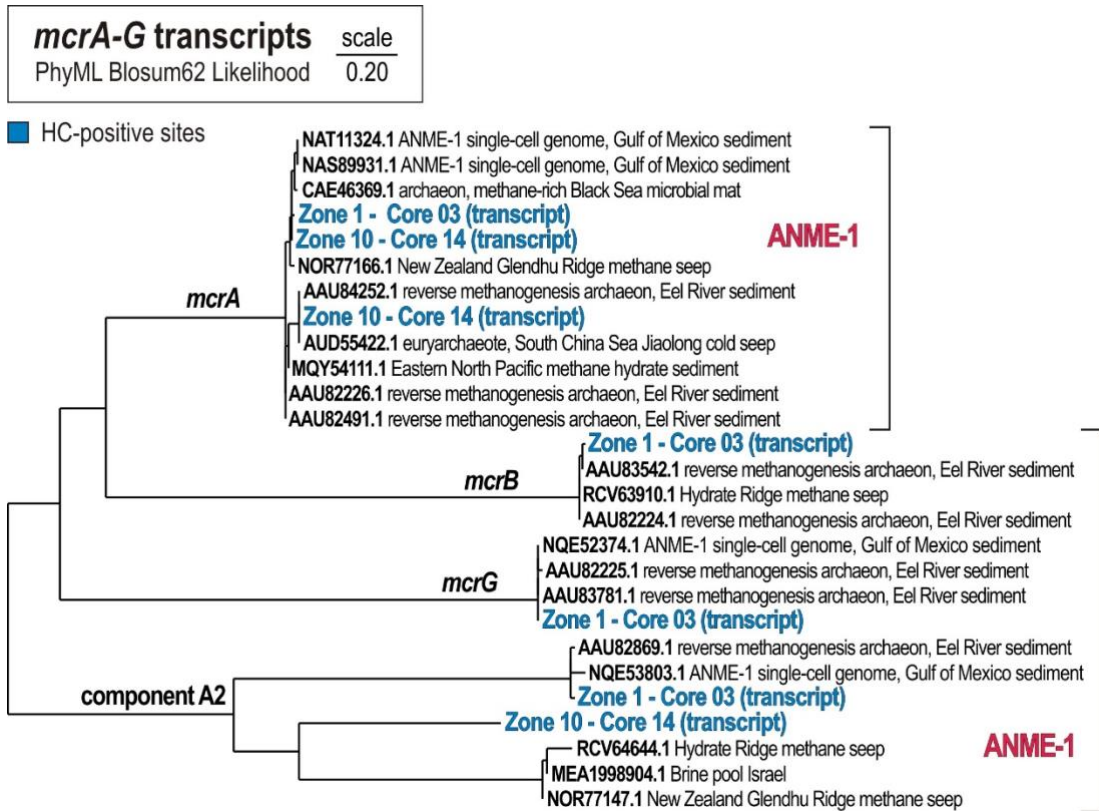 mcrA-G transcripts
PhyML Blosum62 Likelihood
scale
0.20
HC-positive sites
NAT11324.1 ANME-1 single-cell genome, Gulf of Mexico sediment
NAS89931.1 ANME-1 single-cell genome, Gulf of Mexico sediment
CAE46369.1 archaeon, methane-rich Black Sea microbial mat
Zone 1 - Core 03 (transcript)
Zone 10 - Core 14 (transcript)
ANME-1
NOR77166.1 New Zealand Glendhu Ridge methane seep
mcrA
AAU84252.1 reverse methanogenesis archaeon, Eel River sediment
Zone 10 - Core 14 (transcript)
AUD55422.1 euryarchaeote, South China Sea Jiaolong cold seep
MQY54111.1 Eastern North Pacific methane hydrate sediment
AAU82226.1 reverse methanogenesis archaeon, Eel River sediment
AAU82491.1 reverse methanogenesis archaeon, Eel River sediment
Zone 1 - Core 03 (transcript)
AAU83542.1 reverse methanogenesis archaeon, Eel River sediment
mcrB
RCV63910.1 Hydrate Ridge methane seep
AAU82224.1 reverse methanogenesis archaeon, Eel River sediment
NQE52374.1 ANME-1 single-cell genome, Gulf of Mexico sediment
AAU82225.1 reverse methanogenesis archaeon, Eel River sediment
mcrG
AAU83781.1 reverse methanogenesis archaeon, Eel River sediment
Zone 1 - Core 03 (transcript)
AAU82869.1 reverse methanogenesis archaeon, Eel River sediment
NQE53803.1 ANME-1 single-cell genome, Gulf of Mexico sediment
component A2
Zone 1 - Core 03 (transcript)
Zone 10 - Core 14 (transcript)
RCV64644.1 Hydrate Ridge methane seep
ANME-1
MEA1998904.1 Brine pool Israel
NOR77147.1 New Zealand Glendhu Ridge methane seep